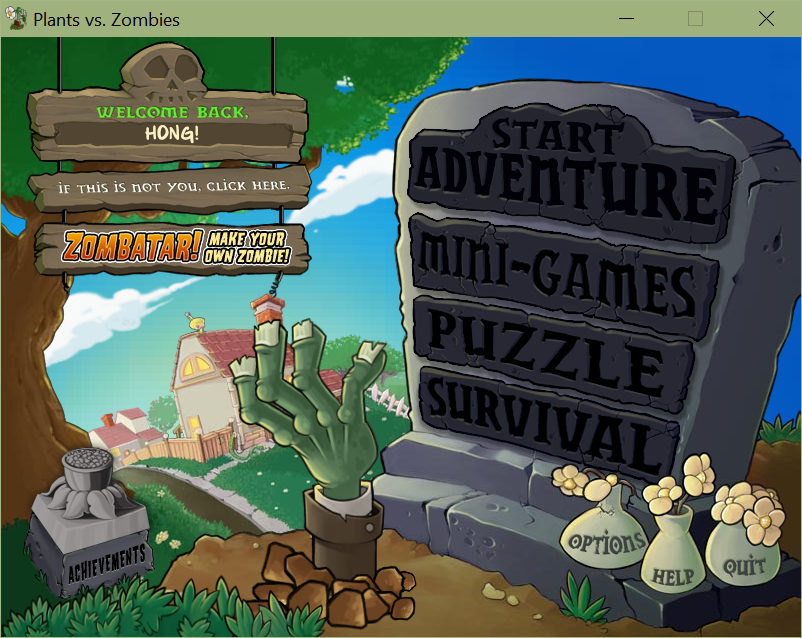 Plants vs. Zombies
WELCOME BACK,
HONG!
IF THIS IS NOT YOU, CLICK HERE.
ZOMBATAR! MAKE YOUR
OWN ZOMBIE!
START
ADVENTURE
MINI-GAMES
PUZZLE
SURVIVAL
ACHIEVEMENTS
OPTIONS
HELP
QUIT